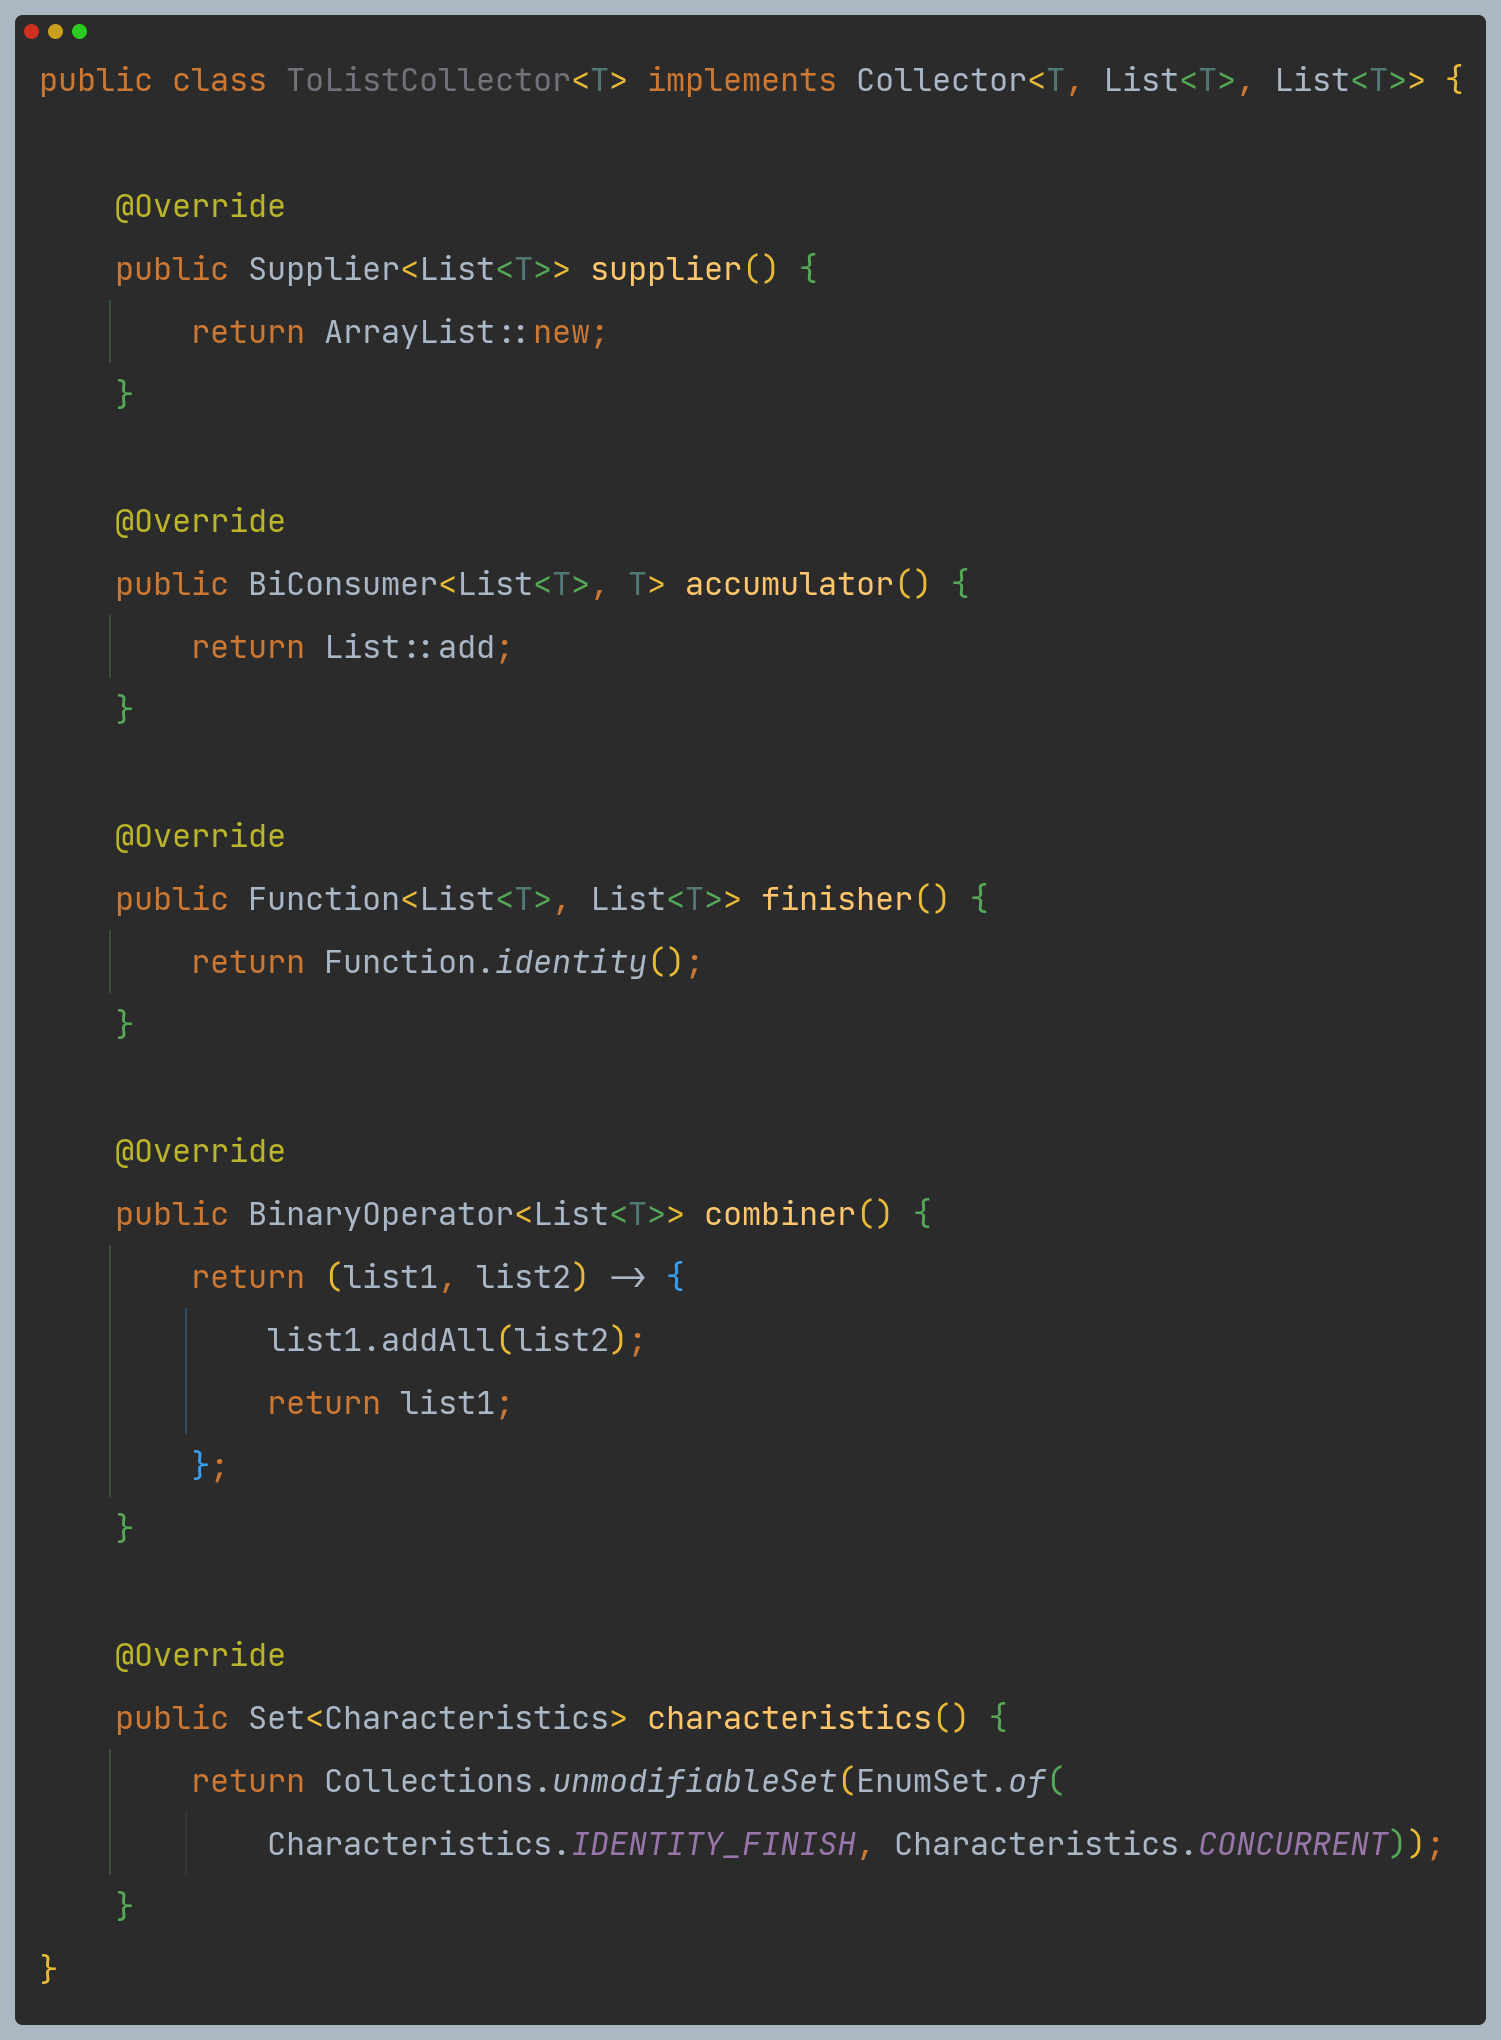 public class ToListCollector<T> implements Collector<T, List<T>, List<T>> {
@Override
public Supplier<List<T>> supplier() {
return ArrayList::new;
}
@Override
public BiConsumer<List<T>, T> accumulator() {
return List::add;
}
@Override
public Function<List<T>, List<T>> finisher() {
return Function.identity();
}
@Override
public BinaryOperator<List<T>> combiner() {
return (list1, list2) -> {
list1.addAll(list2);
return list1;
};
}
@Override
public Set<Characteristics> characteristics() {
return Collections.unmodifiableSet(EnumSet.of(
Characteristics.IDENTITY_FINISH, Characteristics.CONCURRENT));
}
}